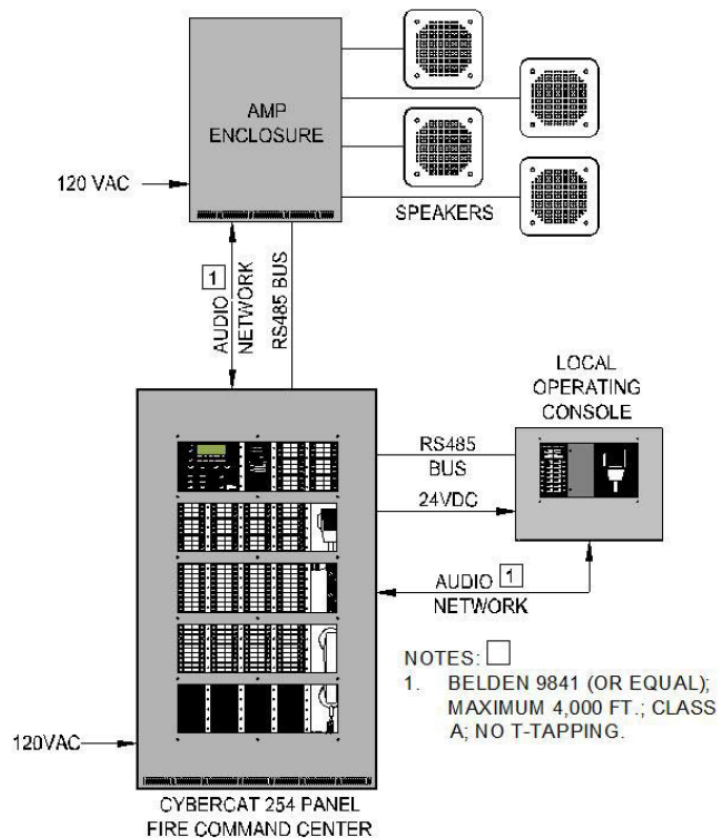 AMP
ENCLOSURE
120 VAC
SPEAKERS
1
AUDIO
NETWORK
RS485 BUS
LOCAL
OPERATING
CONSOLE
RS485
BUS
24VDC
AUDIO 1
NETWORK
NOTES:
1. BELDEN 9841 (OR EQUAL);
MAXIMUM 4,000 FT.; CLASS
A; NO T-TAPPING.
120VAC
CYBERCAT 254 PANEL
FIRE COMMAND CENTER